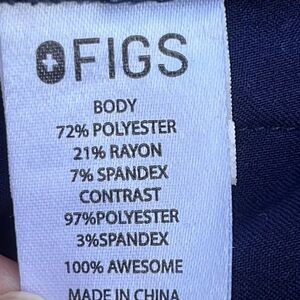 FIGS
BODY
72% POLYESTER
21% RAYON
7% SPANDEX
CONTRAST
97%POLYESTER
3%SPANDEX
100% AWESOME
MADE IN CHINA